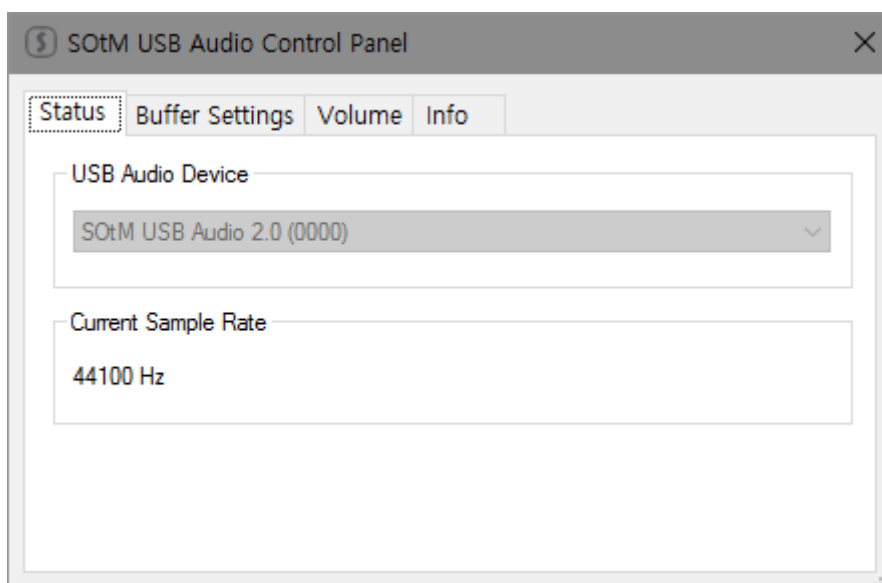 SOtM USB Audio Control Panel
Status Buffer Settings Volume Info
USB Audio Device
SOtM USB Audio 2.0 (0000)
Current Sample Rate
44100 Hz